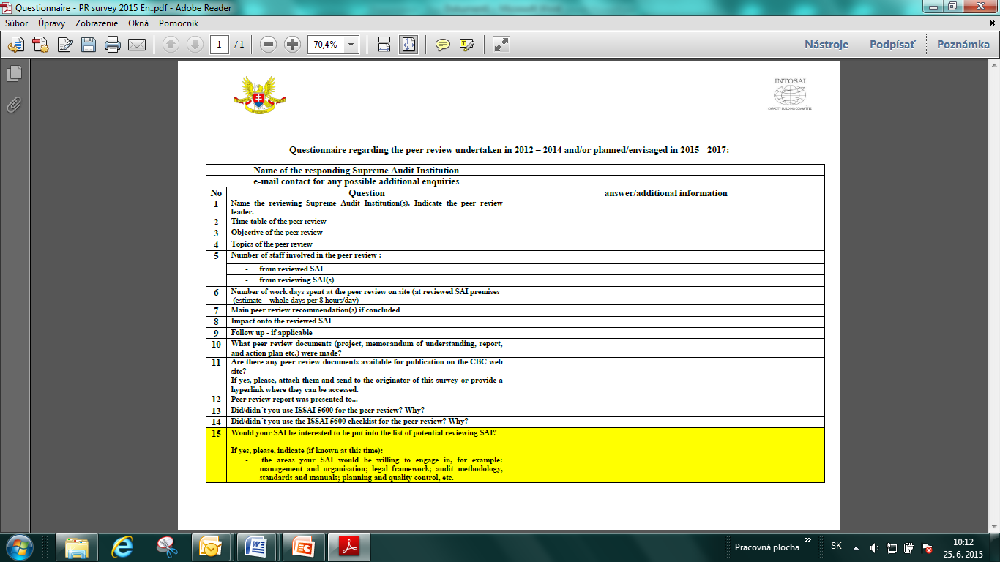 Questionnaire - PR survey 2015 En..pdf - Adobe Reader
Súbor Úpravy Zobrazenie Okná Pomocník
1 / 1 70,4% Nástroje Podpísať Poznámka
INTOSAI
CAPACITY BUILDING COMMITTEE
Questionnaire regarding the peer review undertaken in 2012 – 2014 and/or planned/envisaged in 2015 - 2017:
Name of the responding Supreme Audit Institution
e-mail contact for any possible additional enquiries
No Question answer/additional information
1 Name the reviewing Supreme Audit Institution(s). Indicate the peer review
leader.
2 Time table of the peer review
3 Objective of the peer review
4 Topics of the peer review
5 Number of staff involved in the peer review :
- from reviewed SAI
- from reviewing SAI(s)
6 Number of work days spent at the peer review on site (at reviewed SAI premises
(estimate – whole days per 8 hours/day)
7 Main peer review recommendation(s) if concluded
8 Impact onto the reviewed SAI
9 Follow up - if applicable
10 What peer review documents (project, memorandum of understanding, report,
and action plan etc.) were made?
11 Are there any peer review documents available for publication on the CBC web
site?
If yes, please, attach them and send to the originator of this survey or provide a
hyperlink where they can be accessed.
12 Peer review report was presented to...
13 Did/didn´t you use ISSAI 5600 for the peer review? Why?
14 Did/didn´t you use the ISSAI 5600 checklist for the peer review? Why?
15 Would your SAI be interested to be put into the list of potential reviewing SAI?
If yes, please, indicate (if known at this time):
- the areas your SAI would be willing to engage in, for example:
management and organisation; legal framework; audit methodology,
standards and manuals; planning and quality control, etc.
Pracovná plocha » SK 10:12
25. 6. 2015